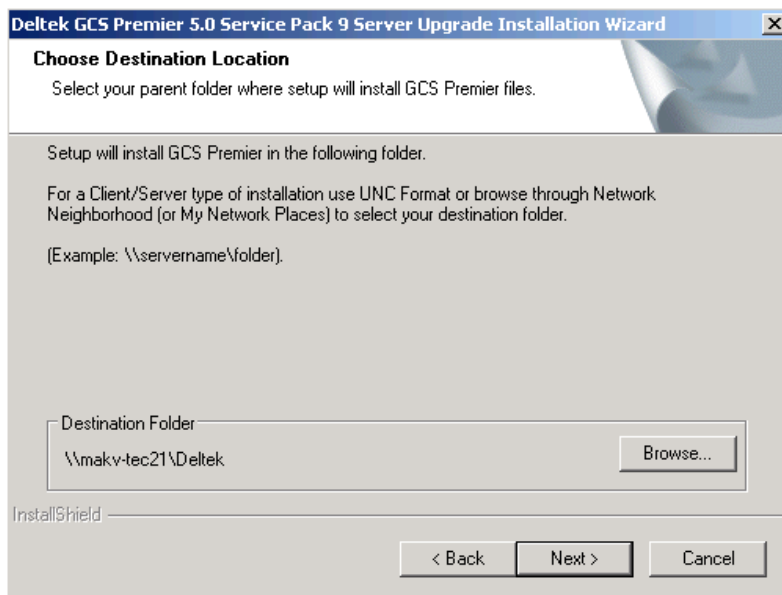 Deltek GCS Premier 5.0 Service Pack 9 Server Upgrade Installation Wizard
Choose Destination Location
Select your parent folder where setup will install GCS Premier files.
Setup will install GCS Premier in the following folder.
For a Client/Server type of installation use UNC Format or browse through Network
Neighborhood (or My Network Places) to select your destination folder.
(Example: \\servername\folder).
Destination Folder
\\makv-tec21\Deltek
Browse...
InstallShield
< Back
Next >
Cancel